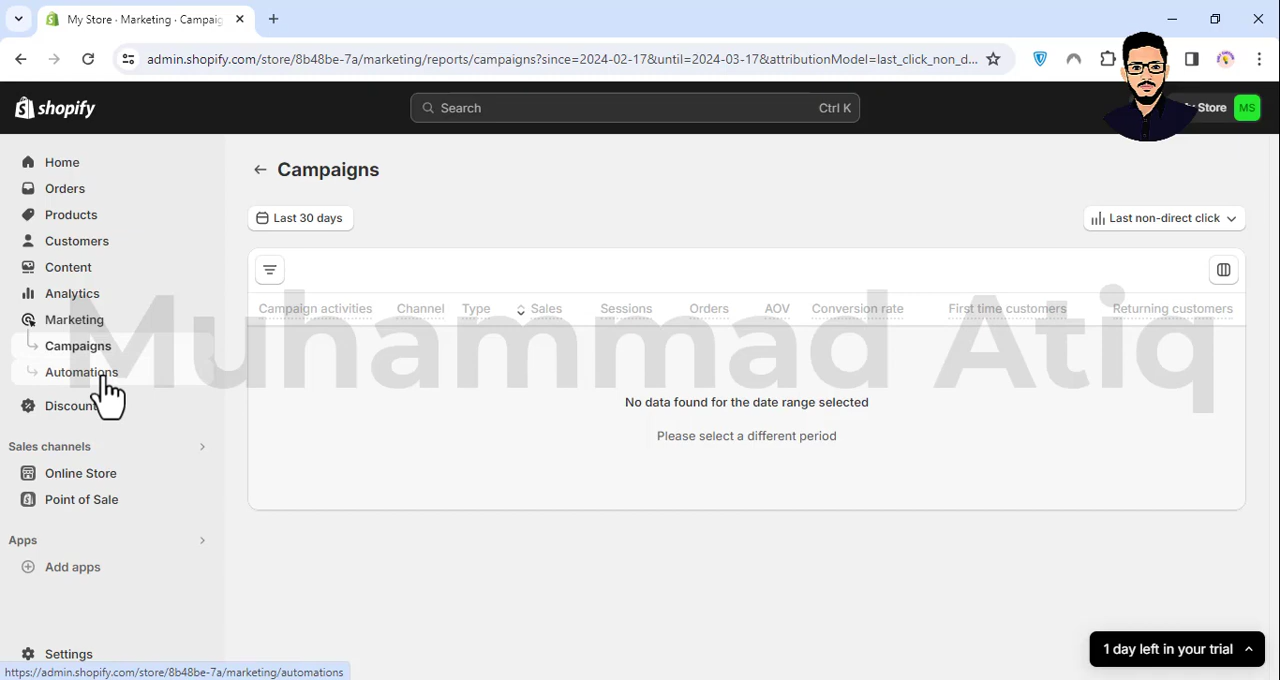 My Store · Marketing · Campaig
admin.shopify.com/store/8b48be-7a/marketing/reports/campaigns?since=2024-02-17&until=2024-03-17&attributionModel=last_click_non_d...
shopify
Search
Ctrl K
Store
MS
Home
Orders
Products
Customers
Content
Analytics
Marketing
Campaigns
Automations
Discount
Sales channels
Online Store
Point of Sale
Apps
Add apps
Settings
Campaigns
Last 30 days
Last non-direct click
Campaign activities
Channel
Type
Sales
Sessions
Orders
AOV
Conversion rate
First time customers
Returning customers
Muhammad Atiq
No data found for the date range selected
Please select a different period
1 day left in your trial
https://admin.shopify.com/store/8b48be-7a/marketing/automations